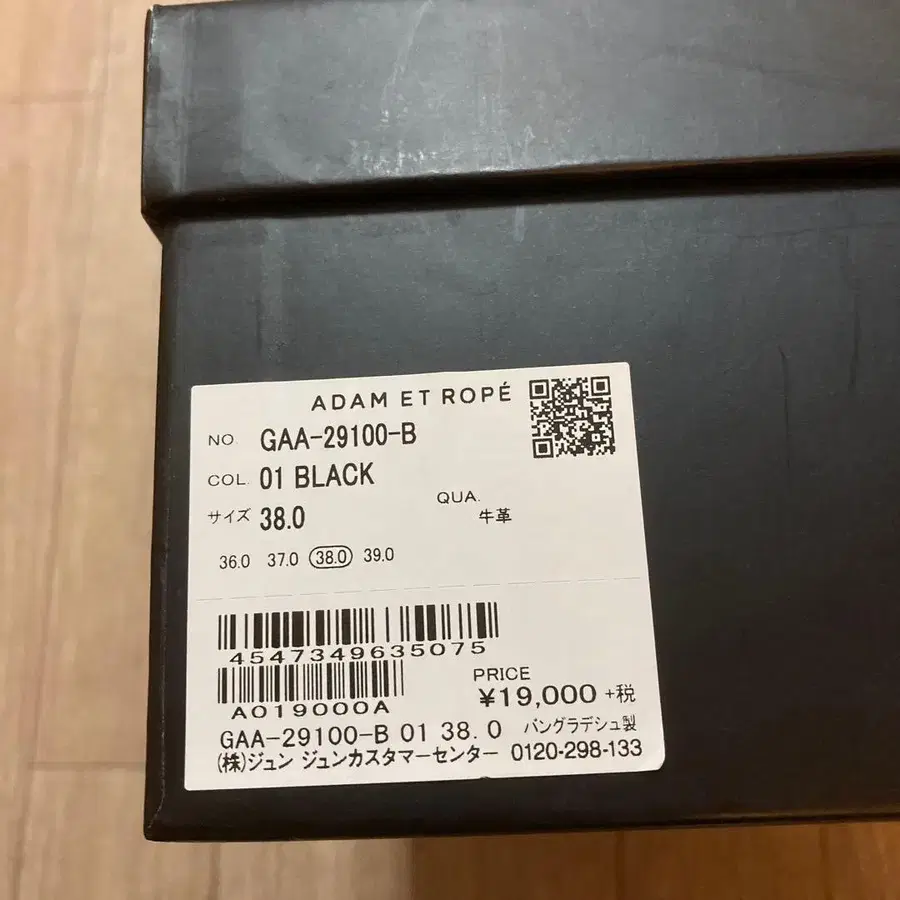 ADAM ET ROPÉ
NO. GAA-29100-B
COL. 01 BLACK
QUA.
サイズ 38.0 牛革
36.0 37.0 38.0 39.0
4547349635075
PRICE
¥19,000 +税
A019000A
GAA-29100-B 01 38.0 バングラデシュ製
(株)ジュン ジュンカスタマーセンター 0120-298-133